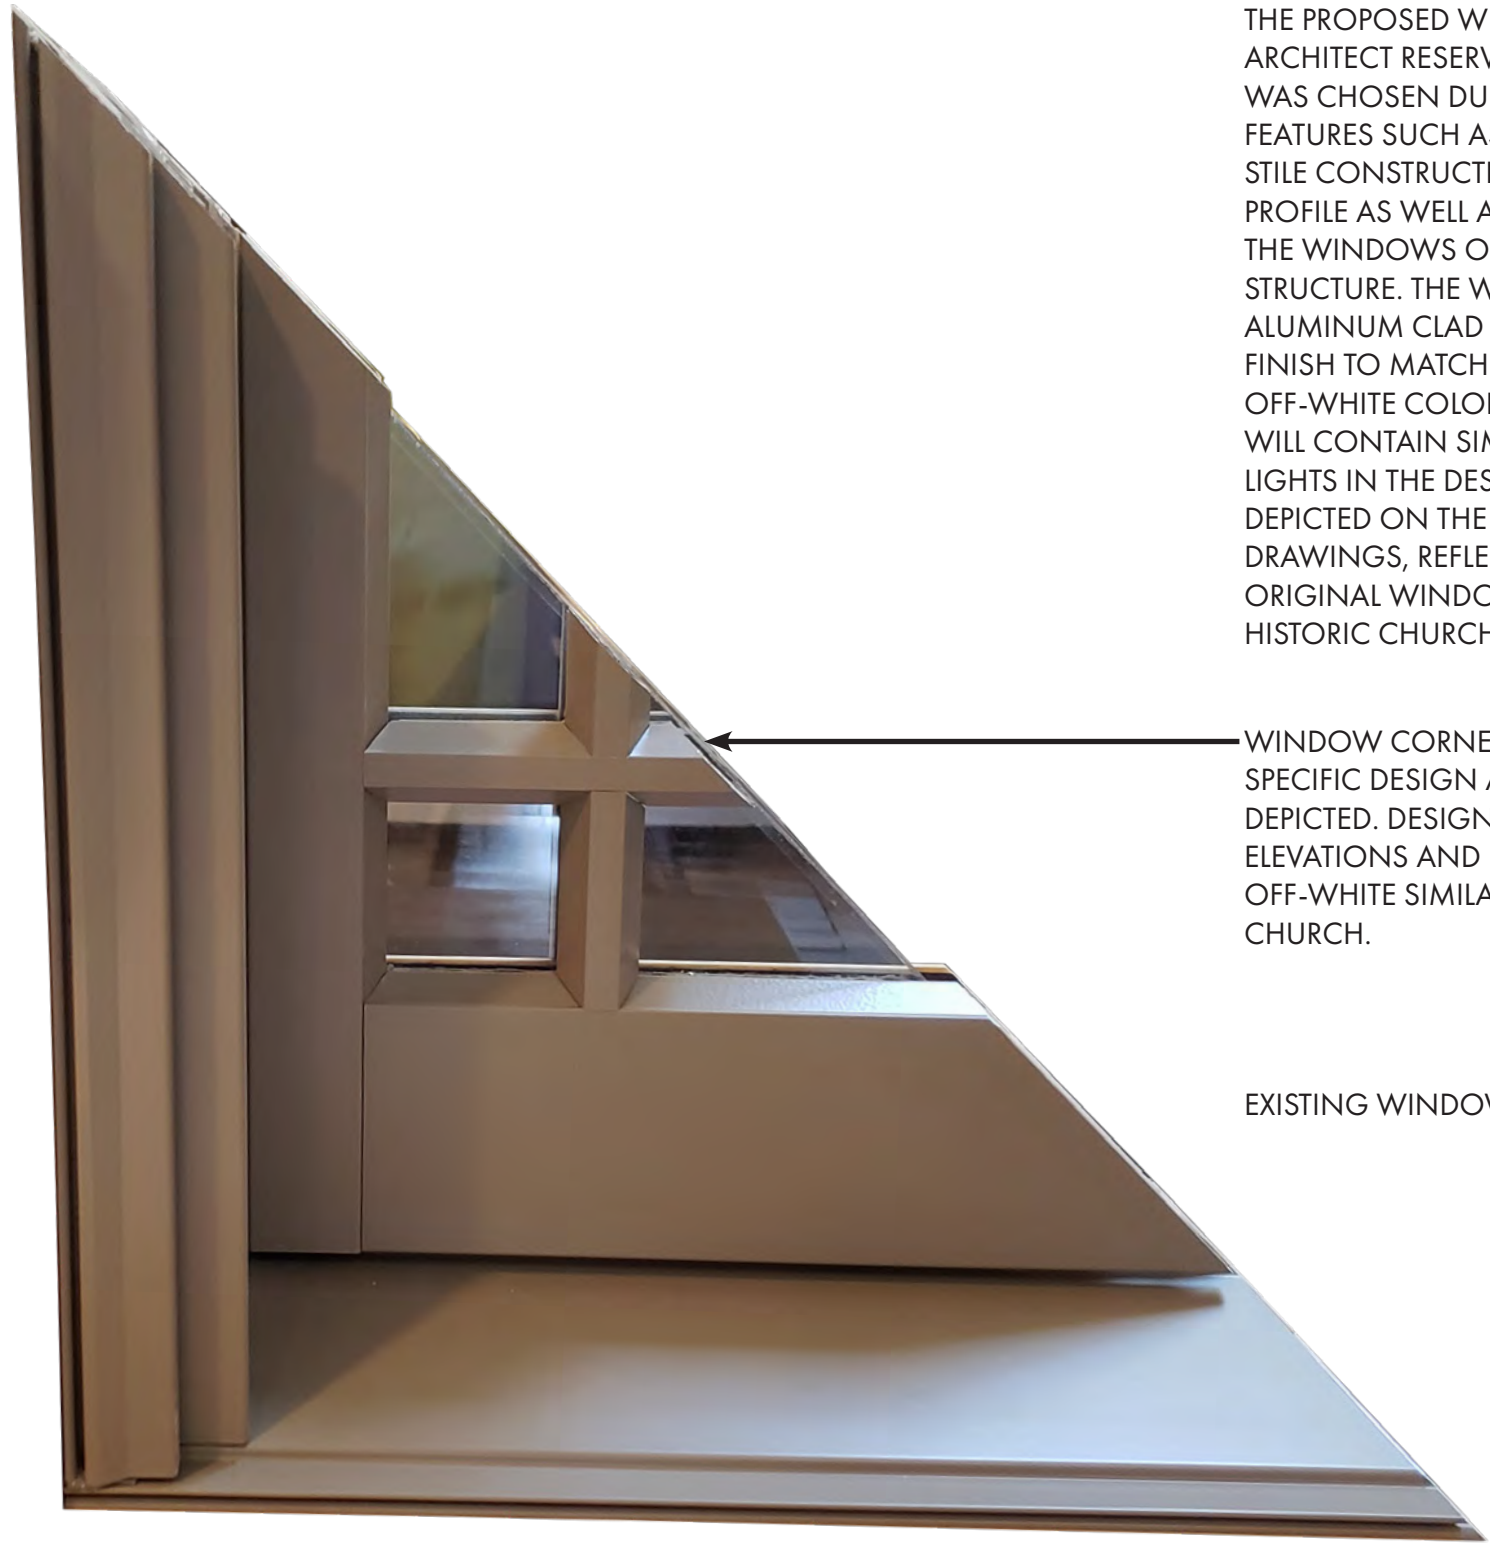 THE PROPOSED W
ARCHITECT RESERV
WAS CHOSEN DU
FEATURES SUCH AS
STILE CONSTRUCT
PROFILE AS WELL A
THE WINDOWS O
STRUCTURE. THE W
ALUMINUM CLAD
FINISH TO MATCH
OFF-WHITE COLO
WILL CONTAIN SIM
LIGHTS IN THE DES
DEPICTED ON THE
DRAWINGS, REFLE
ORIGINAL WINDO
HISTORIC CHURCH
WINDOW CORNE
SPECIFIC DESIGN A
DEPICTED. DESIGN
ELEVATIONS AND
OFF-WHITE SIMILA
CHURCH.
EXISTING WINDOW